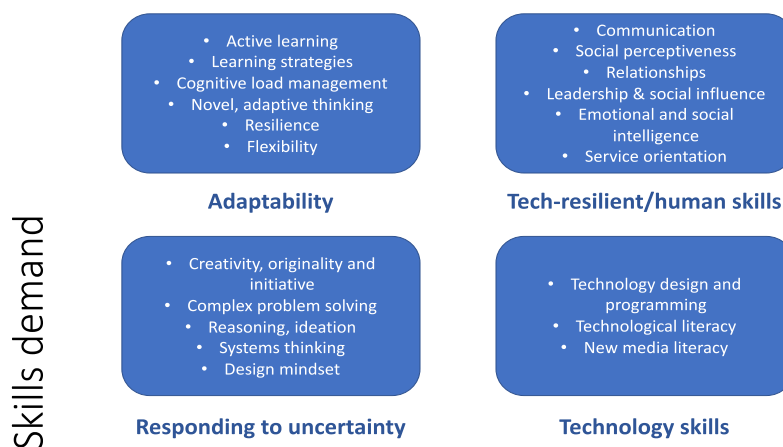 • Active learning
• Learning strategies
• Cognitive load management
• Novel, adaptive thinking
• Resilience
• Flexibility
Adaptability
• Communication
• Social perceptiveness
• Relationships
• Leadership & social influence
• Emotional and social
intelligence
• Service orientation
Tech-resilient/human skills
Skills demand
• Creativity, originality and
initiative
• Complex problem solving
• Reasoning, ideation
• Systems thinking
• Design mindset
Responding to uncertainty
• Technology design and
programming
• Technological literacy
• New media literacy
Technology skills